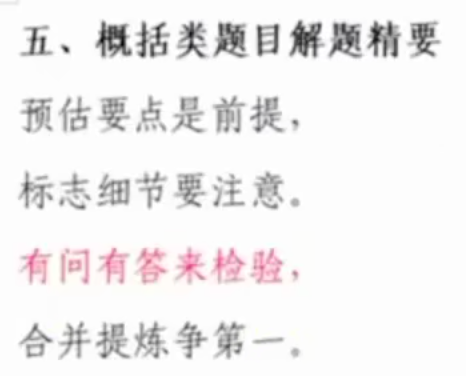 五、概括类题目解题精要
预估要点是前提，
标志细节要注意。
有问有答来检验，
合并提炼争第一。